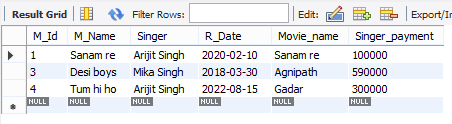 Result Grid Filter Rows: Edit: Export/In
M_Id M_Name Singer R_Date Movie_name Singer_payment
1 Sanam re Arijit Singh 2020-02-10 Sanam re 100000
3 Desi boys Mika Singh 2018-03-30 Agnipath 590000
4 Tum hi ho Arijit Singh 2022-08-15 Gadar 300000
NULL NULL NULL NULL NULL NULL